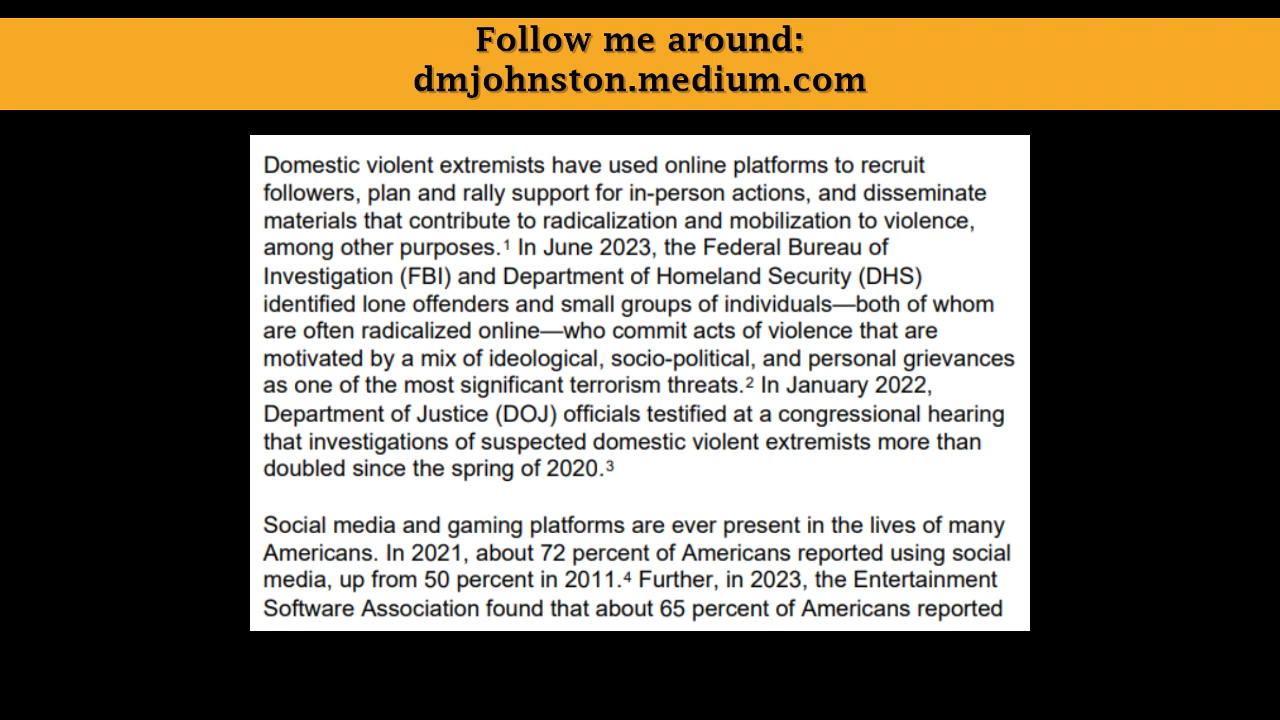 Follow me around:
dmjohnston.medium.com
Domestic violent extremists have used online platforms to recruit
followers, plan and rally support for in-person actions, and disseminate
materials that contribute to radicalization and mobilization to violence,
among other purposes.¹ In June 2023, the Federal Bureau of
Investigation (FBI) and Department of Homeland Security (DHS)
identified lone offenders and small groups of individuals—both of whom
are often radicalized online—who commit acts of violence that are
motivated by a mix of ideological, socio-political, and personal grievances
as one of the most significant terrorism threats.² In January 2022,
Department of Justice (DOJ) officials testified at a congressional hearing
that investigations of suspected domestic violent extremists more than
doubled since the spring of 2020.³
Social media and gaming platforms are ever present in the lives of many
Americans. In 2021, about 72 percent of Americans reported using social
media, up from 50 percent in 2011.⁴ Further, in 2023, the Entertainment
Software Association found that about 65 percent of Americans reported